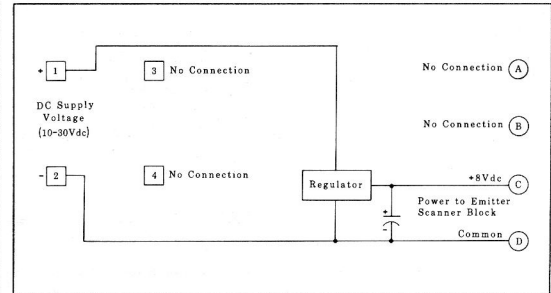 + 1
3 No Connection
No Connection A
DC Supply
Voltage
(10-30Vdc)
No Connection B
- 2
4 No Connection
Regulator
+8Vdc
C
Power to Emitter
Scanner Block
+
-
Common
D